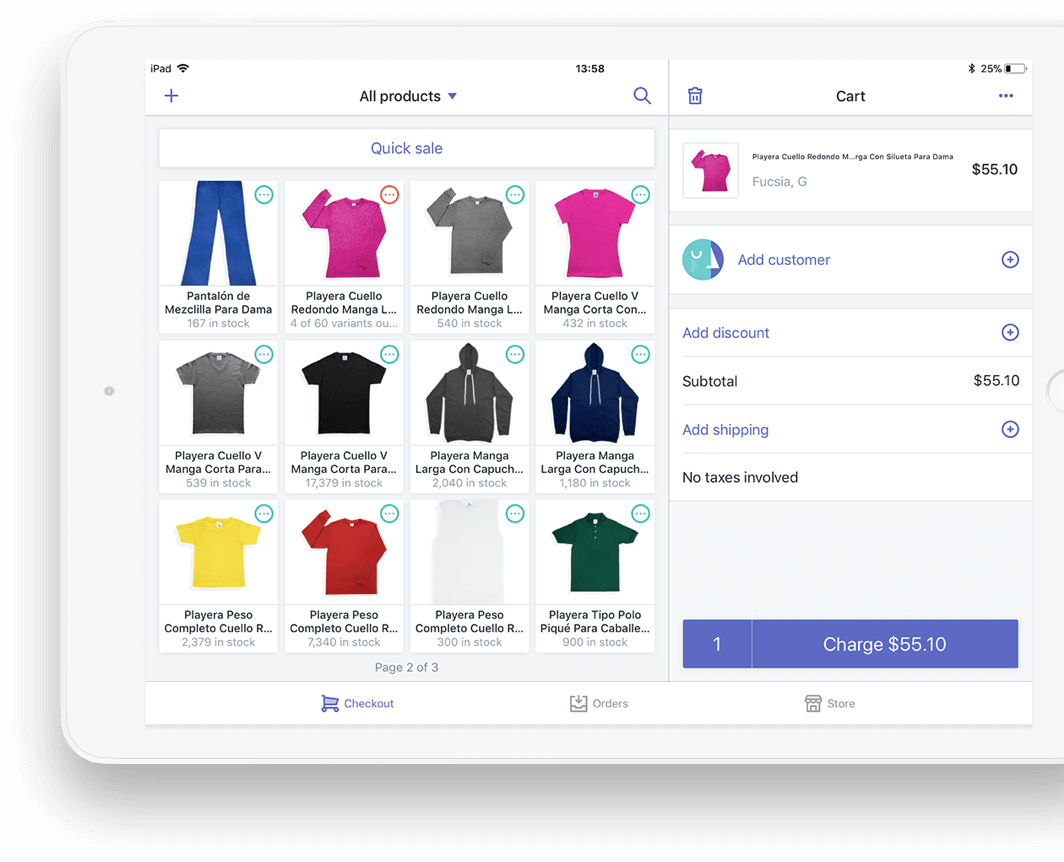 iPad
13:58
25%
All products
Cart
Quick sale
Playera Cuello Redondo M...rga Con Silueta Para Dama
Fucsia, G
$55.10
Pantalón de
Mezclilla Para Dama
167 in stock
Playera Cuello
Redondo Manga L...
4 of 60 variants ou...
Playera Cuello
Redondo Manga L...
540 in stock
Playera Cuello V
Manga Corta Con...
432 in stock
Playera Cuello V
Manga Corta Para...
539 in stock
Playera Cuello V
Manga Corta Para...
17,379 in stock
Playera Manga
Larga Con Capuch...
2,040 in stock
Playera Manga
Larga Con Capuch...
1,180 in stock
Playera Peso
Completo Cuello R...
2,379 in stock
Playera Peso
Completo Cuello R...
7,340 in stock
Playera Peso
Completo Cuello R...
300 in stock
Playera Tipo Polo
Piqué Para Caballe...
900 in stock
Page 2 of 3
Add customer
Add discount
Subtotal $55.10
Add shipping
No taxes involved
1 Charge $55.10
Checkout
Orders
Store